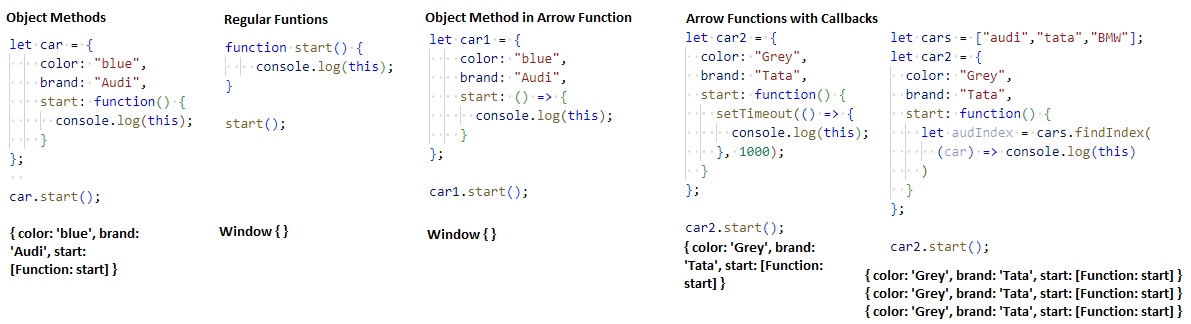 Object Methods
let car = {
color: "blue",
brand: "Audi",
start: function() {
console.log(this);
}
};
car.start();
{ color: 'blue', brand:
'Audi', start:
[Function: start] }
Regular Funtions
function start() {
console.log(this);
}
start();
Window { }
Object Method in Arrow Function
let car1 = {
color: "blue",
brand: "Audi",
start: () => {
console.log(this);
}
};
car1.start();
Window { }
Arrow Functions with Callbacks
let car2 = {
color: "Grey",
brand: "Tata",
start: function() {
setTimeout(() => {
console.log(this);
}, 1000);
}
};
car2.start();
{ color: 'Grey', brand:
'Tata', start: [Function:
start] }
let cars = ["audi","tata","BMW"];
let car2 = {
color: "Grey",
brand: "Tata",
start: function() {
let audIndex = cars.findIndex(
(car) => console.log(this)
)
}
};
car2.start();
{ color: 'Grey', brand: 'Tata', start: [Function: start] }
{ color: 'Grey', brand: 'Tata', start: [Function: start] }
{ color: 'Grey', brand: 'Tata', start: [Function: start] }